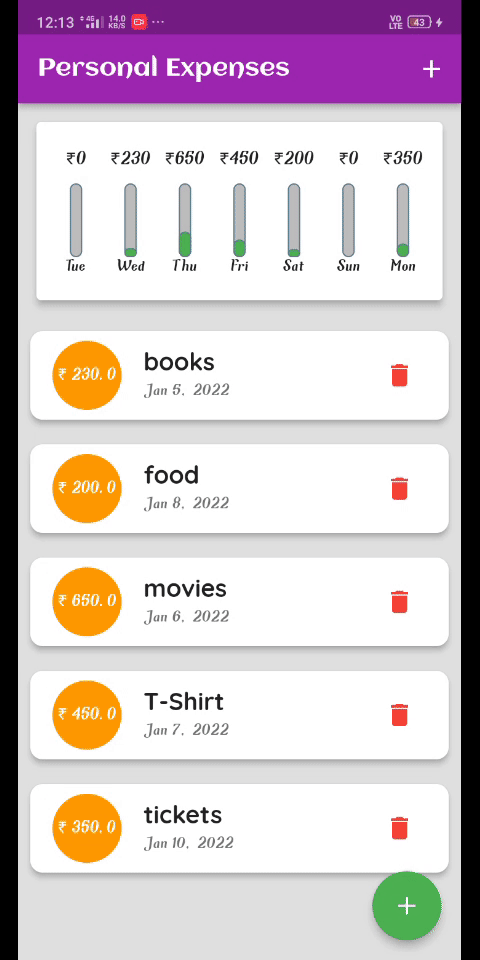 12:13 4G 14.0 KB/S ... VO LTE 43
Personal Expenses
₹0 ₹230 ₹650 ₹450 ₹200 ₹0 ₹350
Tue Wed Thu Fri Sat Sun Mon
₹ 230.0
books
Jan 5, 2022
₹ 200.0
food
Jan 8, 2022
₹ 650.0
movies
Jan 6, 2022
₹ 450.0
T-Shirt
Jan 7, 2022
₹ 350.0
tickets
Jan 10, 2022